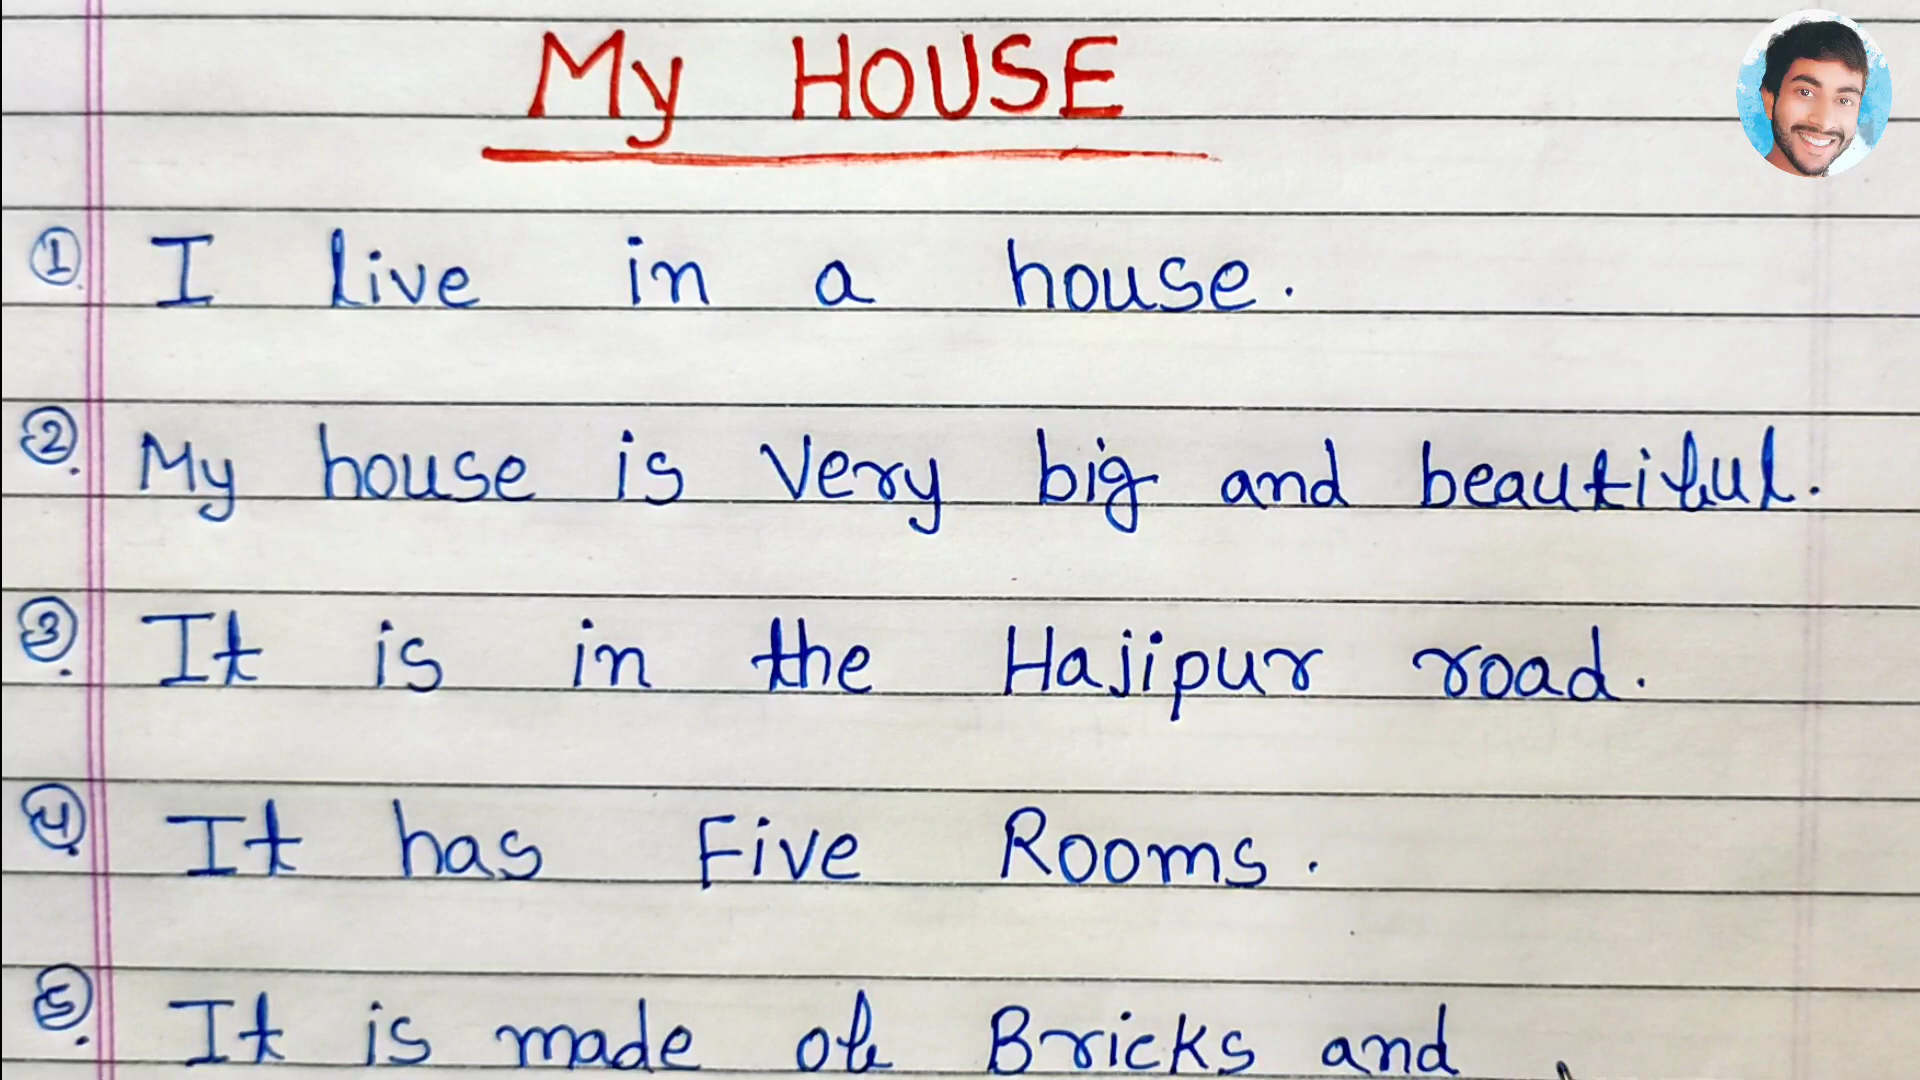 My HOUSE
① I live in a house.
② My house is very big and beautiful.
③ It is in the Hajipur road.
④ It has Five Rooms.
⑤ It is made of Bricks and